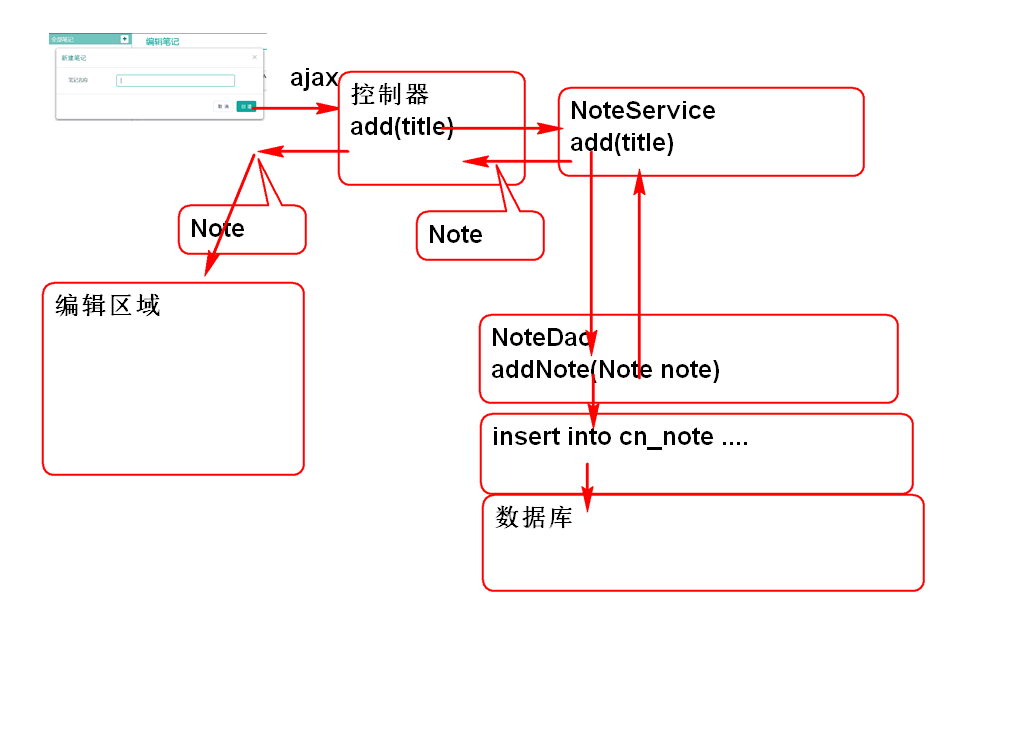 全部笔记
编辑笔记
新建笔记
笔记名称
取 消
创 建
ajax
控制器
add(title)
NoteService
add(title)
Note
Note
编辑区域
NoteDao
addNote(Note note)
insert into cn_note ....
数据库